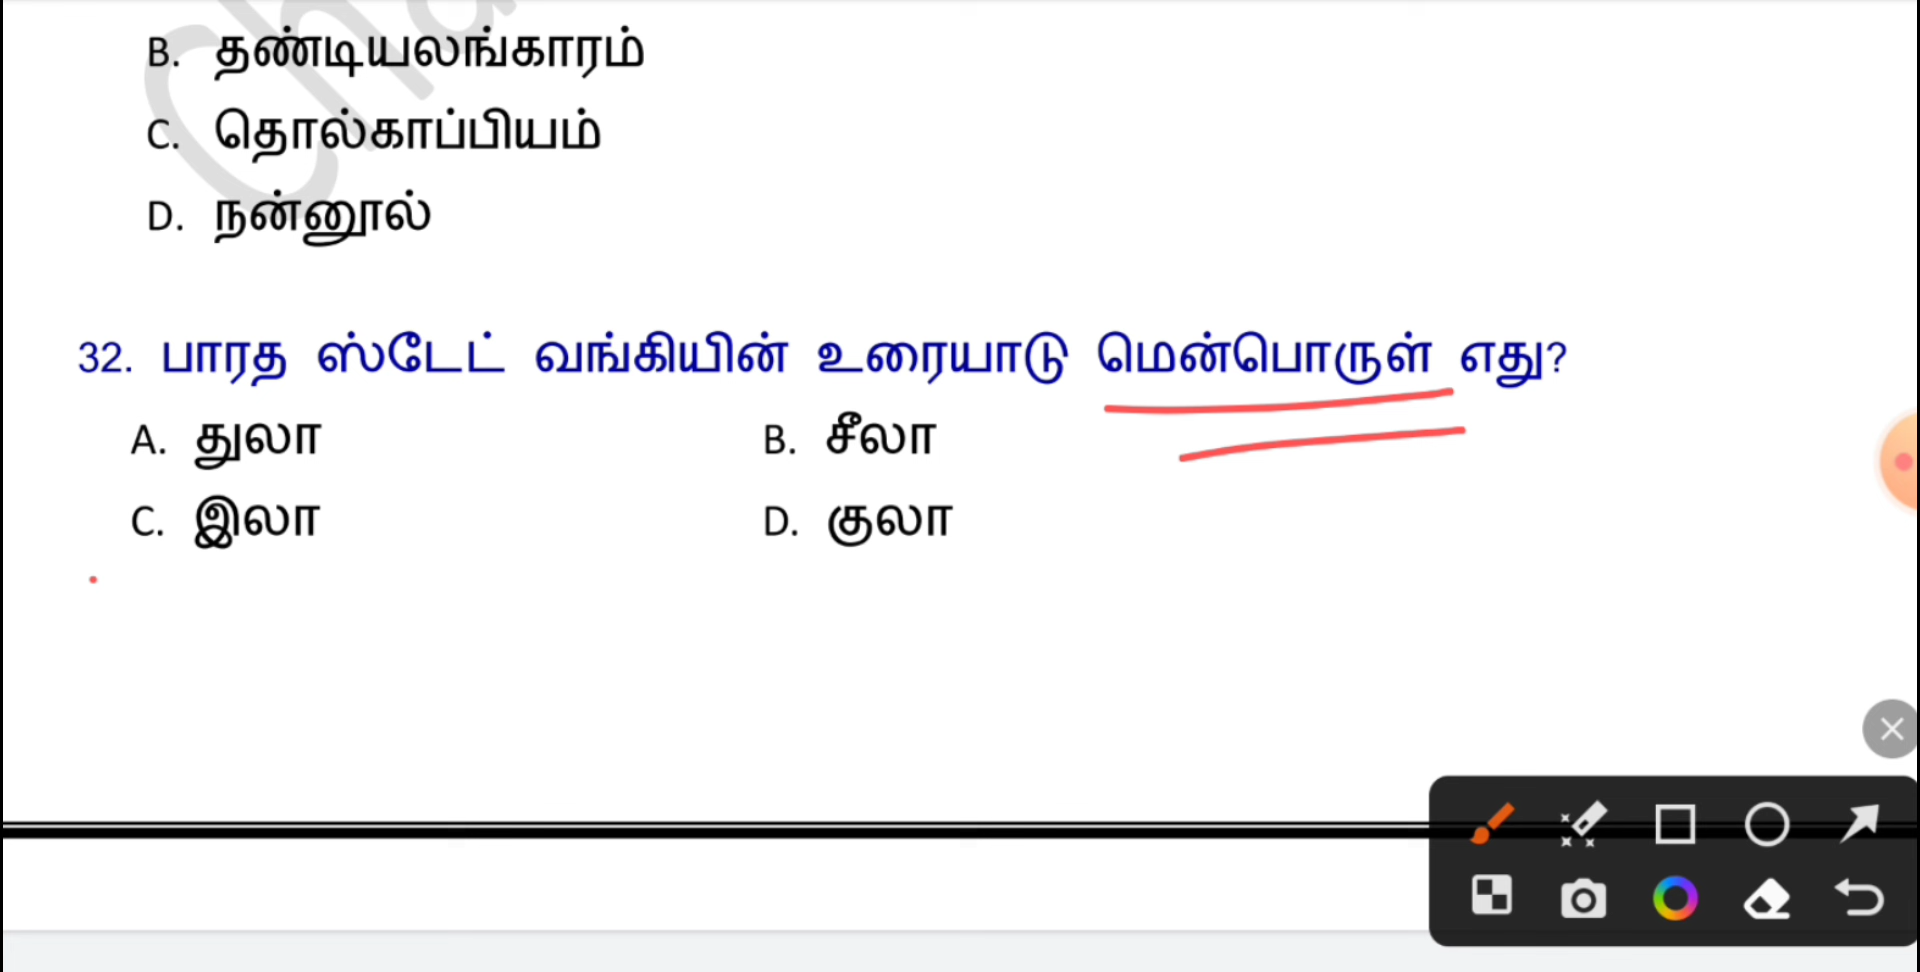 B. தண்டியலங்காரம்
C. தொல்காப்பியம்
D. நன்னூல்
32. பாரத ஸ்டேட் வங்கியின் உரையாடு மென்பொருள் எது?
A. துலா B. சீலா
C. இலா D. குலா